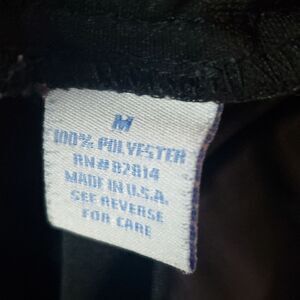 M
100% POLYESTER
RN# 82814
MADE IN U.S.A.
SEE REVERSE
FOR CARE